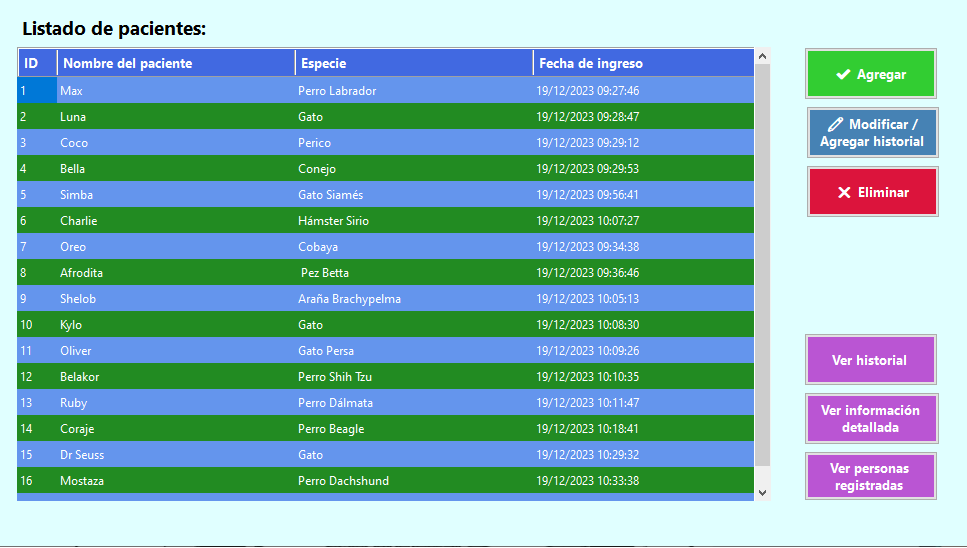 Listado de pacientes:
ID Nombre del paciente Especie Fecha de ingreso
1 Max Perro Labrador 19/12/2023 09:27:46
2 Luna Gato 19/12/2023 09:28:47
3 Coco Perico 19/12/2023 09:29:12
4 Bella Conejo 19/12/2023 09:29:53
5 Simba Gato Siamés 19/12/2023 09:56:41
6 Charlie Hámster Sirio 19/12/2023 10:07:27
7 Oreo Cobaya 19/12/2023 09:34:38
8 Afrodita Pez Betta 19/12/2023 09:36:46
9 Shelob Araña Brachypelma 19/12/2023 10:05:13
10 Kylo Gato 19/12/2023 10:08:30
11 Oliver Gato Persa 19/12/2023 10:09:26
12 Belakor Perro Shih Tzu 19/12/2023 10:10:35
13 Ruby Perro Dálmata 19/12/2023 10:11:47
14 Coraje Perro Beagle 19/12/2023 10:18:41
15 Dr Seuss Gato 19/12/2023 10:29:32
16 Mostaza Perro Dachshund 19/12/2023 10:33:38
Agregar
Modificar /
Agregar historial
Eliminar
Ver historial
Ver información
detallada
Ver personas
registradas